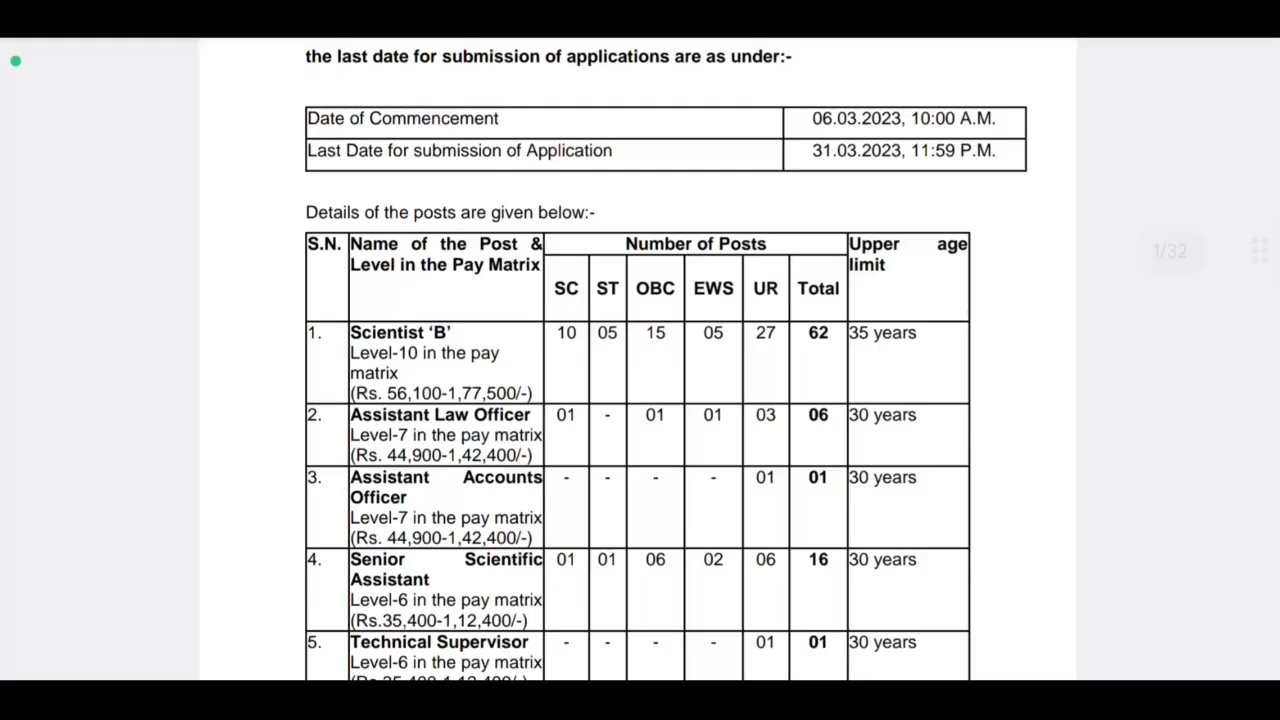 the last date for submission of applications are as under:-
Date of Commencement 06.03.2023, 10:00 A.M.
Last Date for submission of Application 31.03.2023, 11:59 P.M.
Details of the posts are given below:-
S.N. Name of the Post & Level in the Pay Matrix Number of Posts Upper age limit
SC ST OBC EWS UR Total
1. Scientist ‘B’ 10 05 15 05 27 62 35 years
Level-10 in the pay
matrix
(Rs. 56,100-1,77,500/-)
2. Assistant Law Officer 01 - 01 01 03 06 30 years
Level-7 in the pay matrix
(Rs. 44,900-1,42,400/-)
3. Assistant Accounts - - - - 01 01 30 years
Officer
Level-7 in the pay matrix
(Rs. 44,900-1,42,400/-)
4. Senior Scientific 01 01 06 02 06 16 30 years
Assistant
Level-6 in the pay matrix
(Rs.35,400-1,12,400/-)
5. Technical Supervisor - - - - 01 01 30 years
Level-6 in the pay matrix
1/32